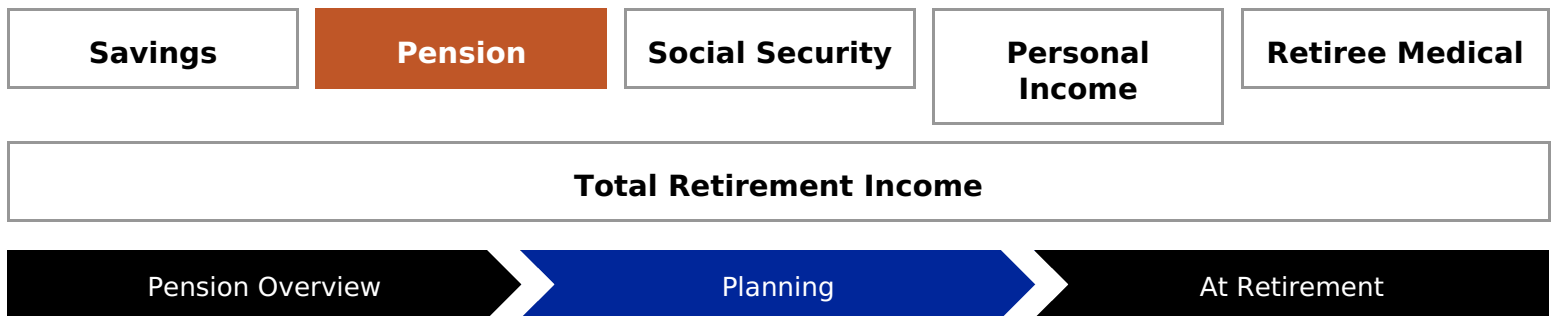 Savings
Pension
Social Security
Personal
Income
Retiree Medical
Total Retirement Income
Pension Overview
Planning
At Retirement